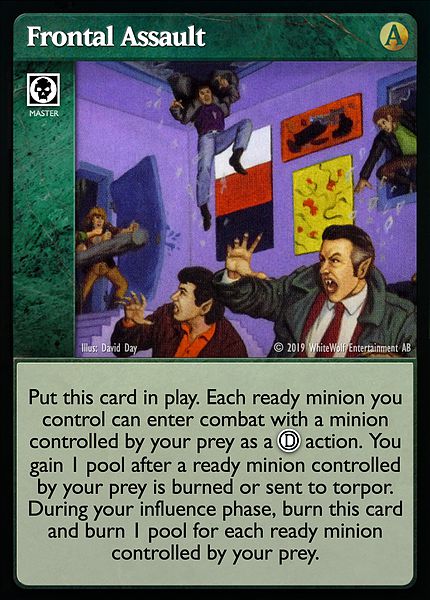 Frontal Assault
A
MASTER
Illus: David Day
© 2019 WhiteWolf Entertainment AB
Put this card in play. Each ready minion you
control can enter combat with a minion
controlled by your prey as a Ⓓ action. You
gain 1 pool after a ready minion controlled
by your prey is burned or sent to torpor.
During your influence phase, burn this card
and burn 1 pool for each ready minion
controlled by your prey.